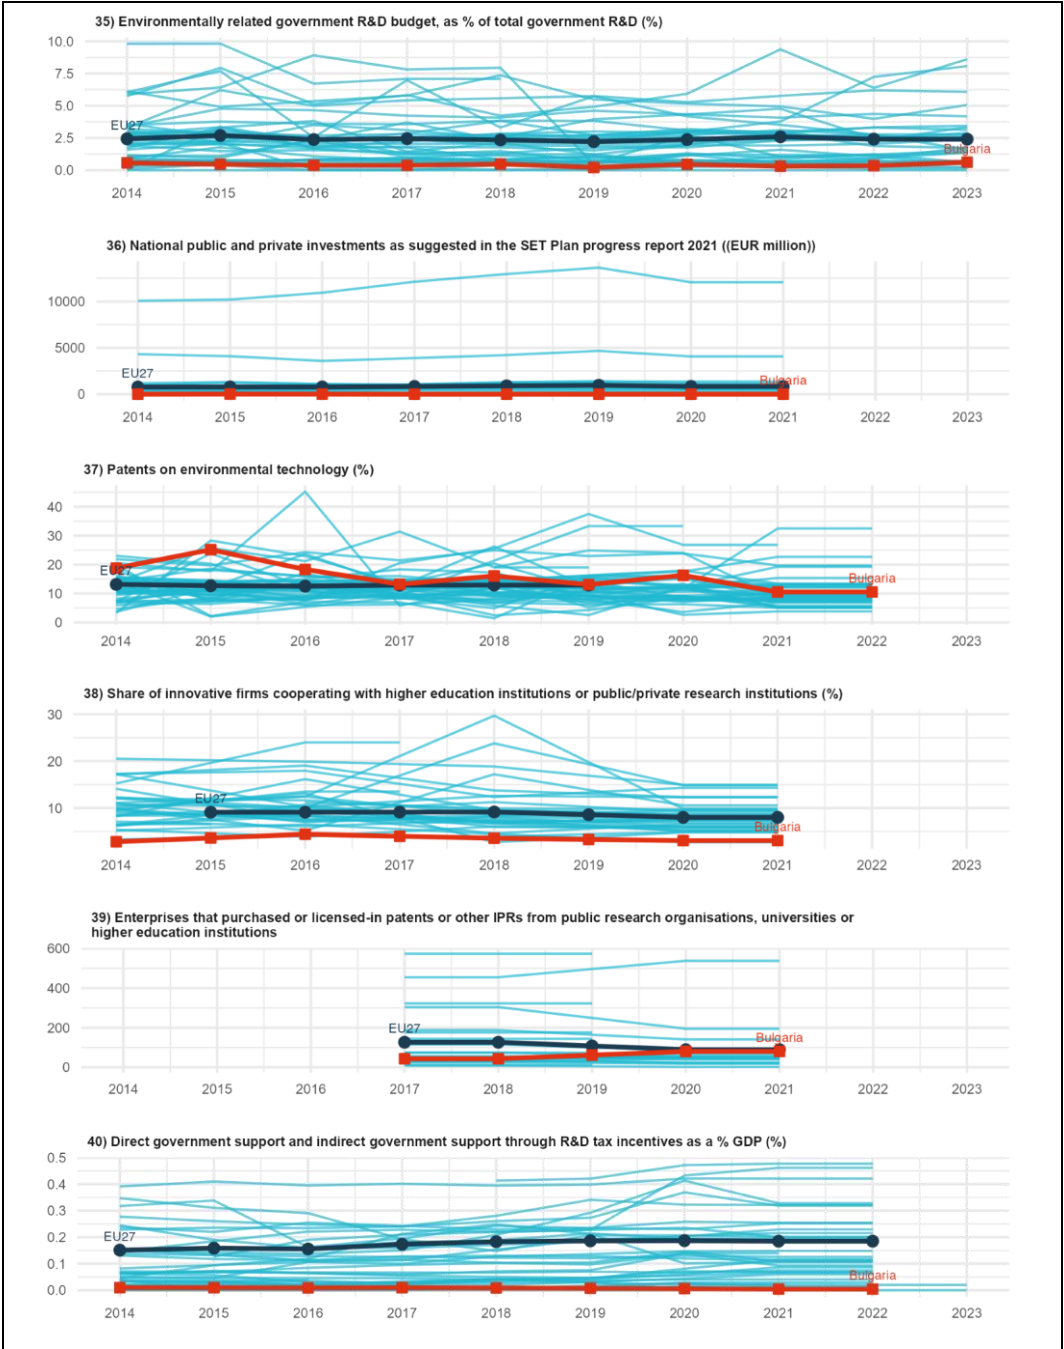 35) Environmentally related government R&D budget, as % of total government R&D (%)
10.0
7.5
5.0
EU27
2.5
Bulgaria
0.0
2014 2015 2016 2017 2018 2019 2020 2021 2022 2023
36) National public and private investments as suggested in the SET Plan progress report 2021 ((EUR million))
10000
5000
EU27
Bulgaria
0
2014 2015 2016 2017 2018 2019 2020 2021 2022 2023
37) Patents on environmental technology (%)
40
30
20
EU27
Bulgaria
10
0
2014 2015 2016 2017 2018 2019 2020 2021 2022 2023
38) Share of innovative firms cooperating with higher education institutions or public/private research institutions (%)
30
20
EU27
10
Bulgaria
2014 2015 2016 2017 2018 2019 2020 2021 2022 2023
39) Enterprises that purchased or licensed-in patents or other IPRs from public research organisations, universities or
higher education institutions
600
400
200
EU27
Bulgaria
0
2014 2015 2016 2017 2018 2019 2020 2021 2022 2023
40) Direct government support and indirect government support through R&D tax incentives as a % GDP (%)
0.5
0.4
0.3
EU27
0.2
0.1
Bulgaria
0.0
2014 2015 2016 2017 2018 2019 2020 2021 2022 2023